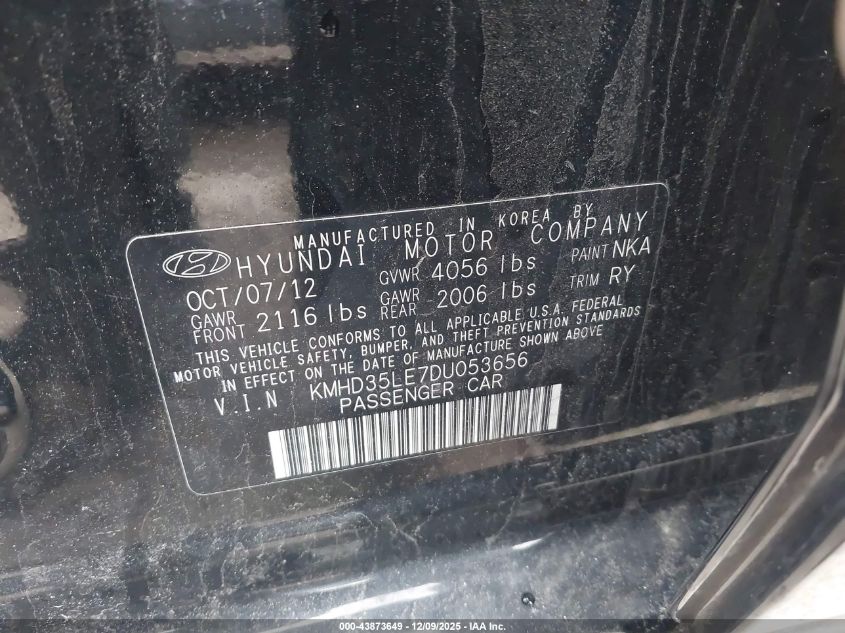 MANUFACTURED IN KOREA BY
HYUNDAI MOTOR COMPANY
OCT/07/12 GVWR 4056 lbs PAINT NKA
GAWR FRONT 2116 lbs GAWR REAR 2006 lbs TRIM RY
THIS VEHICLE CONFORMS TO ALL APPLICABLE U.S.A. FEDERAL
MOTOR VEHICLE SAFETY, BUMPER, AND THEFT PREVENTION STANDARDS
IN EFFECT ON THE DATE OF MANUFACTURE SHOWN ABOVE
V.I.N KMHD35LE7DU053656
PASSENGER CAR
000-43873649 - 12/09/2025 - IAA Inc.